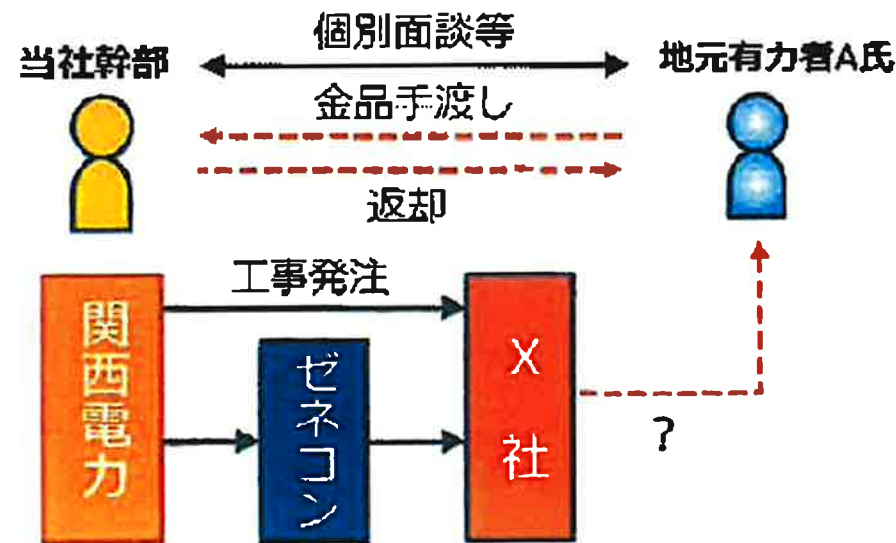 個別面談等
当社幹部
地元有力者A氏
金品手渡し
返却
工事発注
関西電力
ゼネコン
X社
?